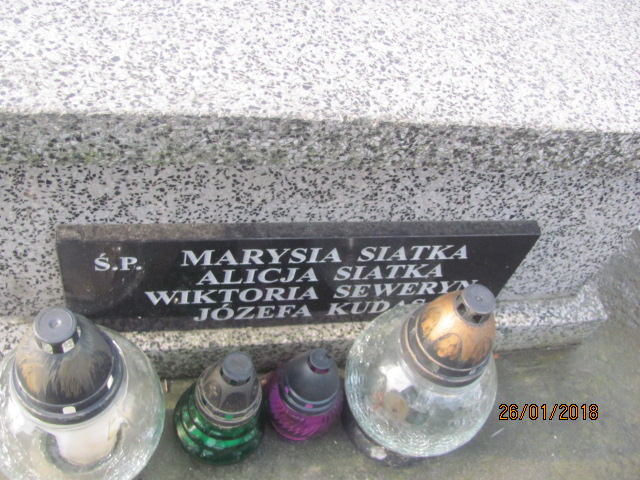 Ś.P. MARYSIA SIATKA
ALICJA SIATKA
WIKTORIA SEWERYN
JÓZEFA
26/01/2018